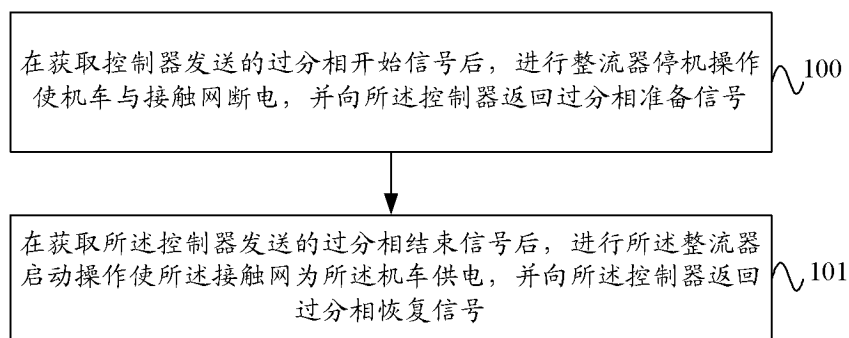 在获取控制器发送的过分相开始信号后，进行整流器停机操作
使机车与接触网断电，并向所述控制器返回过分相准备信号
100
在获取所述控制器发送的过分相结束信号后，进行所述整流器
启动操作使所述接触网为所述机车供电，并向所述控制器返回
过分相恢复信号
101